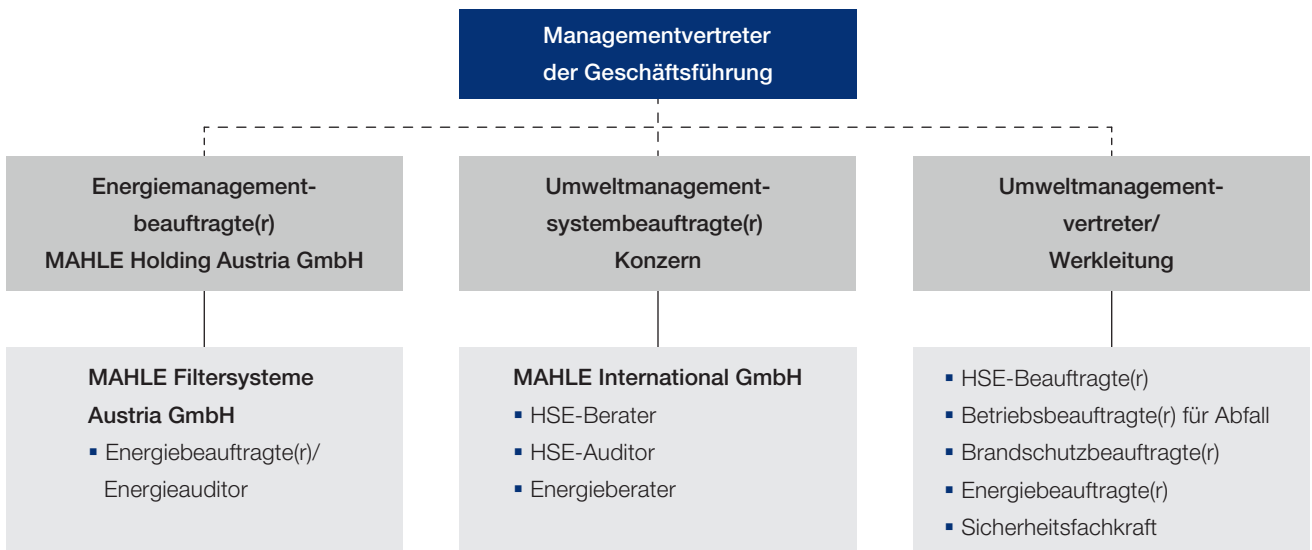 Managementvertreter
der Geschäftsführung
Energiemanagement-
beauftragte(r)
MAHLE Holding Austria GmbH
Umweltmanagement-
systembeauftragte(r)
Konzern
Umweltmanagement-
vertreter/
Werkleitung
MAHLE Filtersysteme
Austria GmbH
▪ Energiebeauftragte(r)/
Energieauditor
MAHLE International GmbH
▪ HSE-Berater
▪ HSE-Auditor
▪ Energieberater
▪ HSE-Beauftragte(r)
▪ Betriebsbeauftragte(r) für Abfall
▪ Brandschutzbeauftragte(r)
▪ Energiebeauftragte(r)
▪ Sicherheitsfachkraft